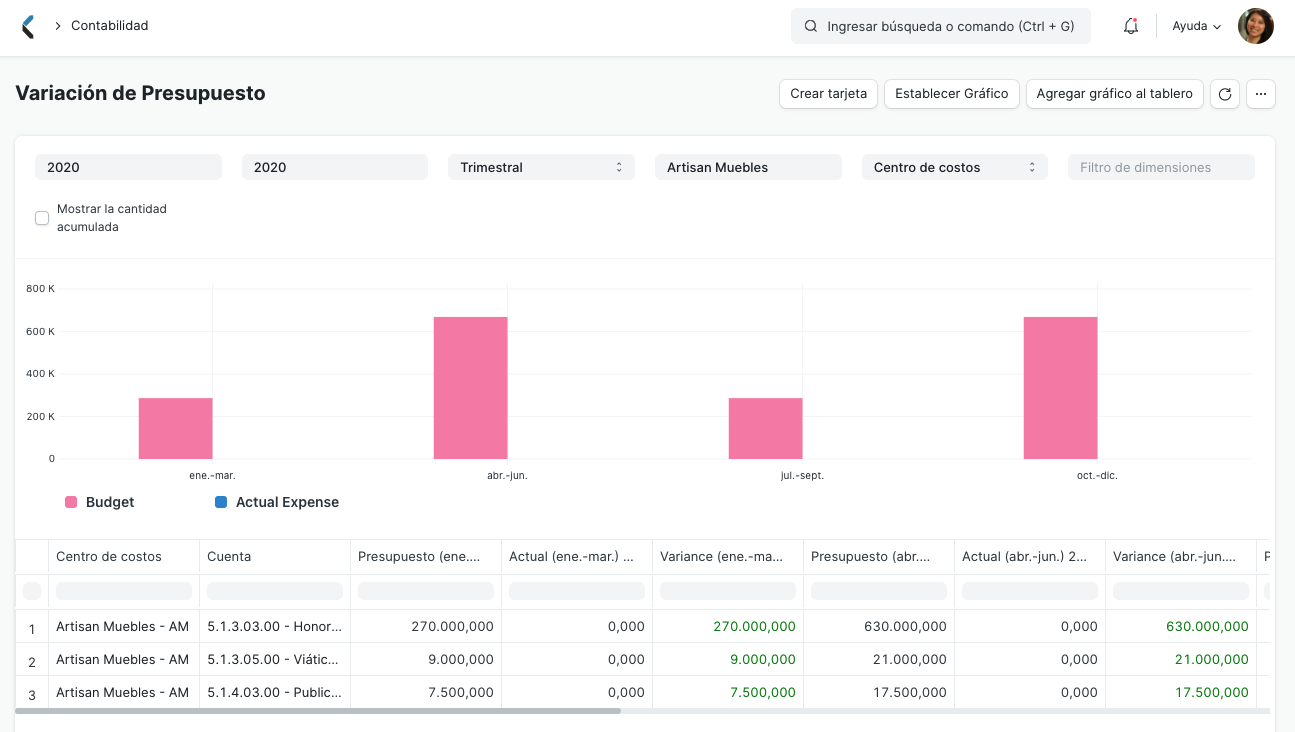 Contabilidad
Ingresar búsqueda o comando (Ctrl + G)
Ayuda
Variación de Presupuesto
Crear tarjeta
Establecer Gráfico
Agregar gráfico al tablero
2020
2020
Trimestral
Artisan Muebles
Centro de costos
Filtro de dimensiones
Mostrar la cantidad
acumulada
800 K
600 K
400 K
200 K
0
ene.-mar.
abr.-jun.
jul.-sept.
oct.-dic.
Budget
Actual Expense
Centro de costos Cuenta Presupuesto (ene.... Actual (ene.-mar.) ... Variance (ene.-ma... Presupuesto (abr.... Actual (abr.-jun.) 2... Variance (abr.-jun.... P
1 Artisan Muebles - AM 5.1.3.03.00 - Honor... 270.000,000 0,000 270.000,000 630.000,000 0,000 630.000,000
2 Artisan Muebles - AM 5.1.3.05.00 - Viátic... 9.000,000 0,000 9.000,000 21.000,000 0,000 21.000,000
3 Artisan Muebles - AM 5.1.4.03.00 - Public... 7.500,000 0,000 7.500,000 17.500,000 0,000 17.500,000